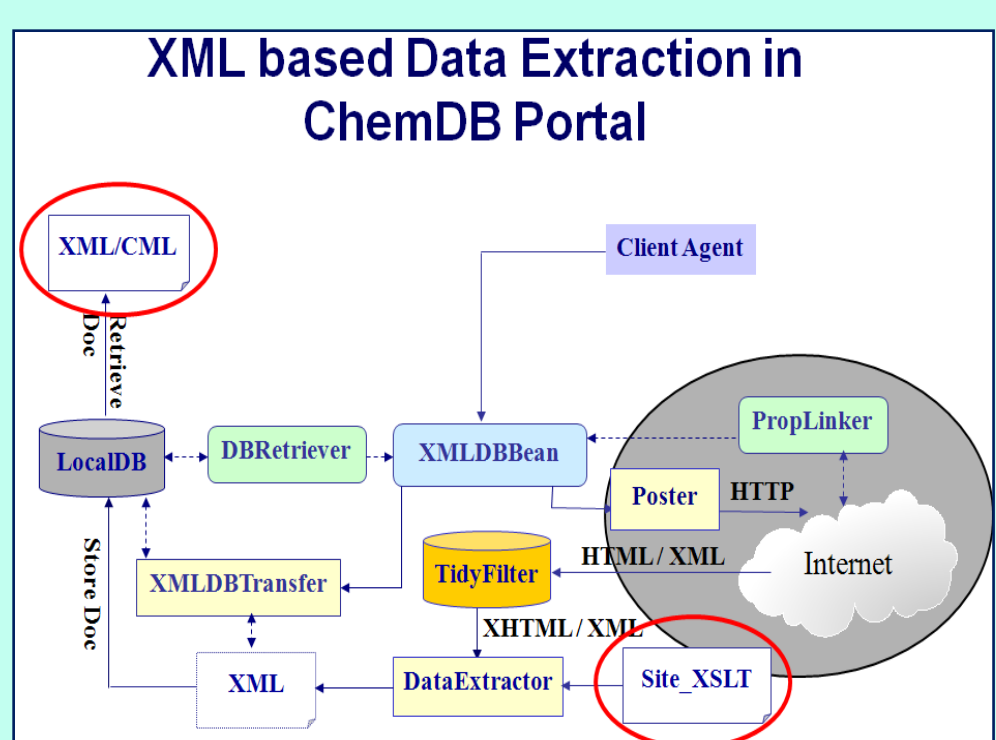 XML based Data Extraction in
ChemDB Portal
XML/CML
Client Agent
Retrieve
Doc
PropLinker
LocalDB
DBRetriever
XMLDBBean
Poster
HTTP
Store Doc
XMLDBTransfer
TidyFilter
HTML / XML
Internet
XHTML / XML
XML
DataExtractor
Site_XSLT